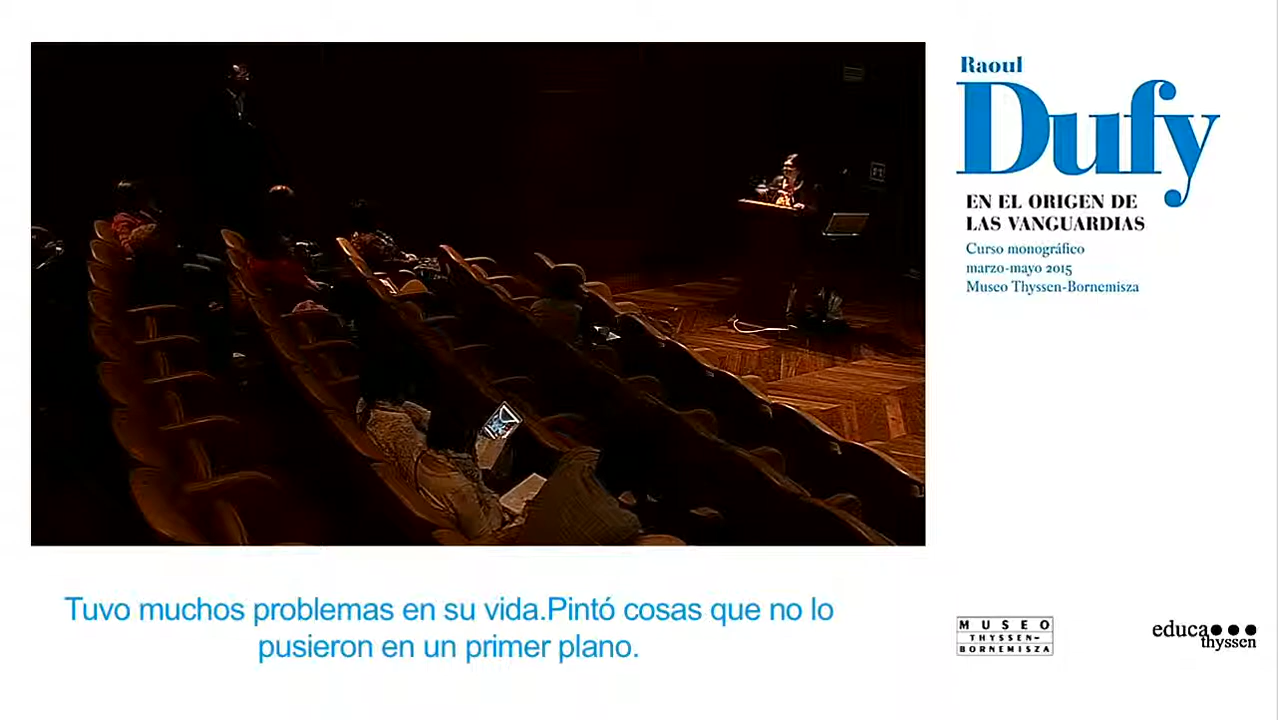 Raoul
Dufy
EN EL ORIGEN DE
LAS VANGUARDIAS
Curso monográfico
marzo-mayo 2015
Museo Thyssen-Bornemisza
Tuvo muchos problemas en su vida.Pintó cosas que no lo
pusieron en un primer plano.
MUSEO
THYSSEN-
BORNEMISZA
educa
thyssen